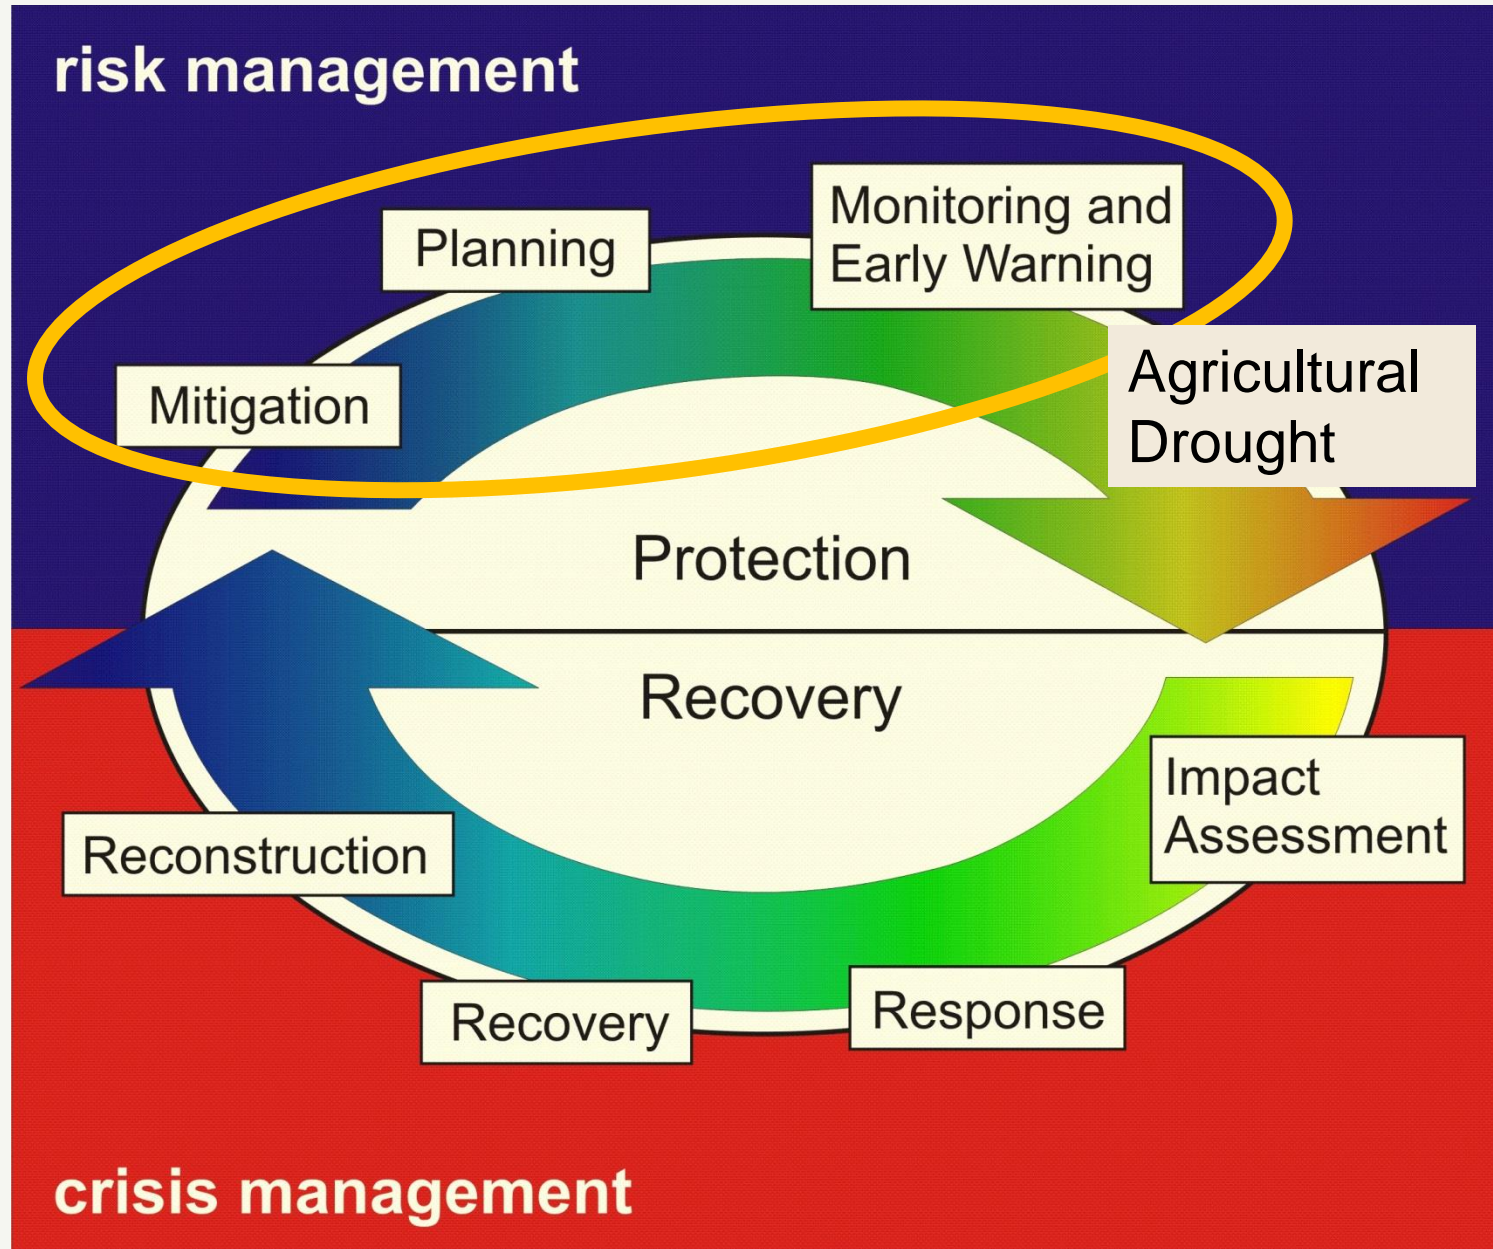 risk management
Planning
Monitoring and
Early Warning
Mitigation
Agricultural
Drought
Protection
Recovery
Impact
Assessment
Reconstruction
Recovery
Response
crisis management